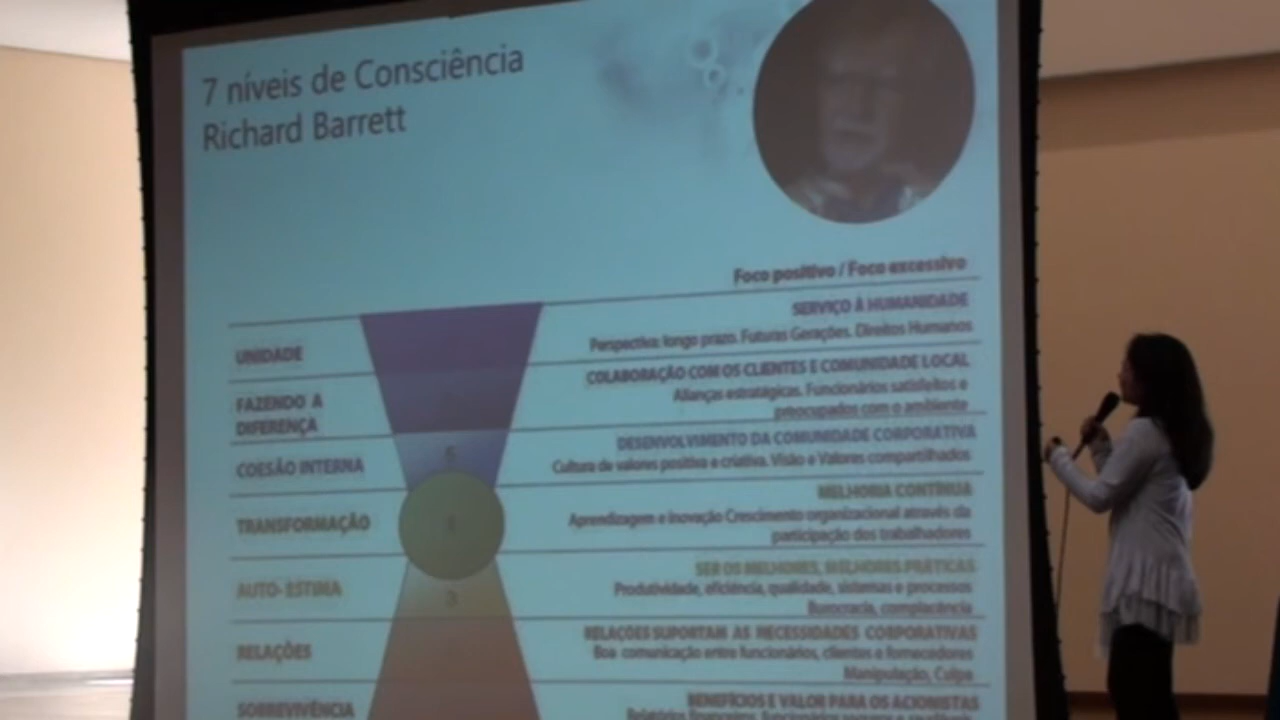 7 níveis de Consciência
Richard Barrett
Foco positivo / Foco excessivo
UNIDADE
SERVIÇO À HUMANIDADE
Perspectiva: longo prazo. Futuras Gerações. Direitos Humanos
FAZENDO A
DIFERENÇA
COLABORAÇÃO COM OS CLIENTES E COMUNIDADE LOCAL
Alianças estratágicas. Funcionários satisfeitos e
preocupados com o ambiente
COESÃO INTERNA
5
DESENVOLVIMENTO DA COMUNIDADE CORPORATIVA
Cultura de valores positiva e criativa. Visão e Valores compartilhados
TRANSFORMAÇÃO
4
MELHORIA CONTÍNUA
Aprendizagem e inovação Crescimento organizacional através da
participação dos trabalhadores
AUTO- ESTIMA
3
SER OS MELHORES, MELHORES PRÁTICAS
Produtividade, eficiência, qualidade, sistemas e processos
Burocracia, complacência
RELAÇÕES
RELAÇÕES SUPORTAM AS NECESSIDADES CORPORATIVAS
Boa comunicação entre funcionários, clientes e fornecedores
Manipulação, Culpa
SOBREVIVÊNCIA
BENEFÍCIOS E VALOR PARA OS ACIONISTAS